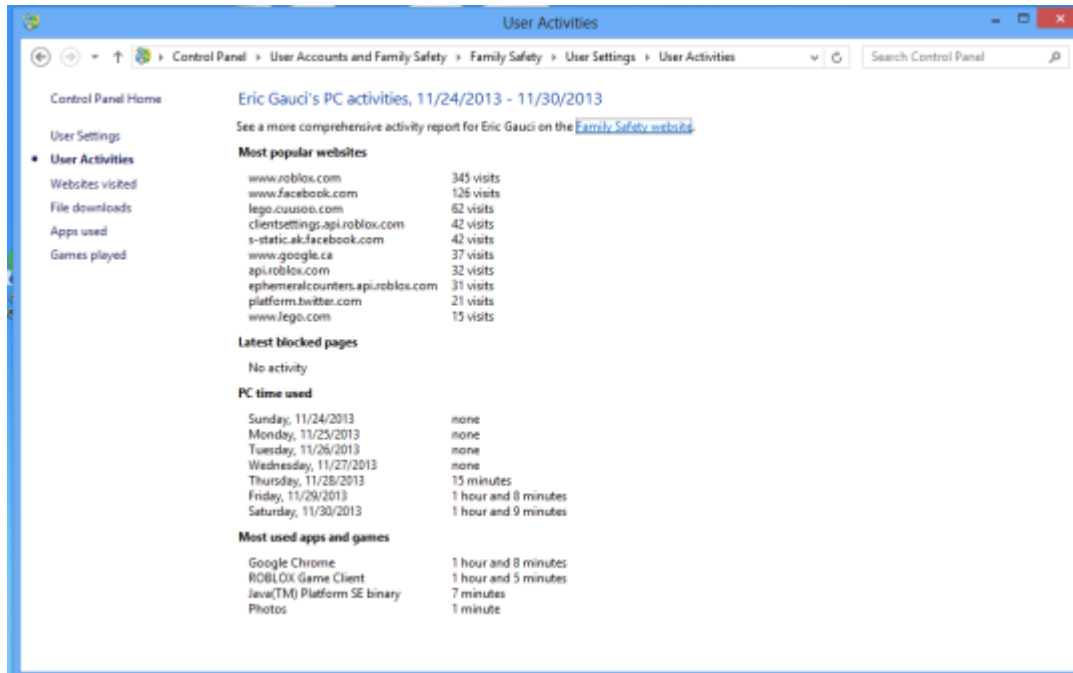 User Activities
Control Panel ▸ User Accounts and Family Safety ▸ Family Safety ▸ User Settings ▸ User Activities
Search Control Panel
Control Panel Home
User Settings
• User Activities
Websites visited
File downloads
Apps used
Games played
Eric Gauci's PC activities, 11/24/2013 - 11/30/2013
See a more comprehensive activity report for Eric Gauci on the Family Safety website.
Most popular websites
www.roblox.com 345 visits
www.facebook.com 126 visits
lego.cuusoo.com 62 visits
clientsettings.api.roblox.com 42 visits
s-static.ak.facebook.com 42 visits
www.google.ca 37 visits
api.roblox.com 32 visits
ephemeralcounters.api.roblox.com 31 visits
platform.twitter.com 21 visits
www.lego.com 15 visits
Latest blocked pages
No activity
PC time used
Sunday, 11/24/2013 none
Monday, 11/25/2013 none
Tuesday, 11/26/2013 none
Wednesday, 11/27/2013 none
Thursday, 11/28/2013 15 minutes
Friday, 11/29/2013 1 hour and 8 minutes
Saturday, 11/30/2013 1 hour and 9 minutes
Most used apps and games
Google Chrome 1 hour and 8 minutes
ROBLOX Game Client 1 hour and 5 minutes
Java(TM) Platform SE binary 7 minutes
Photos 1 minute